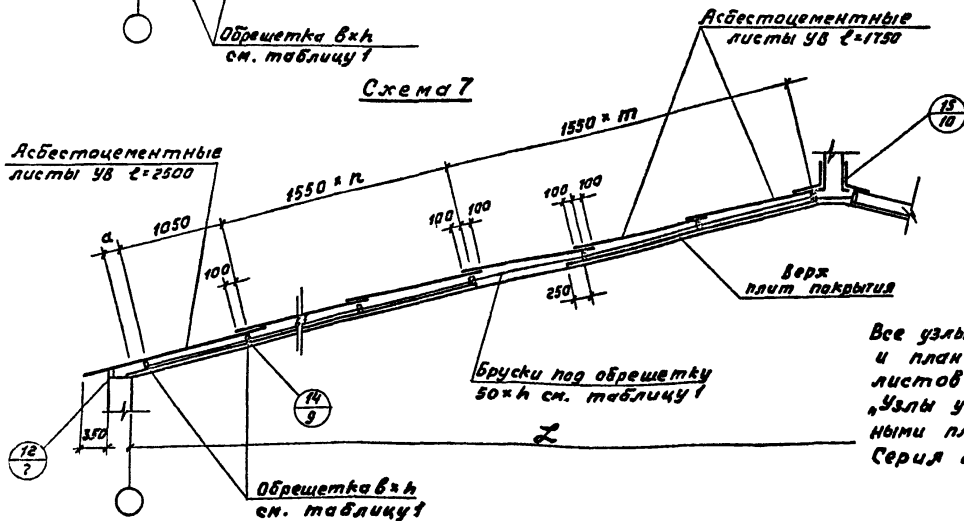 Обрешетка в×h
см. таблицу 1
Схема 7
Асбестоцементные
листы УВ ℓ=1750
15
10
1550 × m
Асбестоцементные
листы УВ ℓ=2500
1550 × n
1050
а
100
100 100
100 100
250
Верх
плит покрытия
Бруски под обрешетку
50×h см. таблицу 1
14
9
12
7
350
L
Обрешетка в×h
см. таблицу 1
Все узлы
и план
листов
„Узлы у
ными пл
Серия